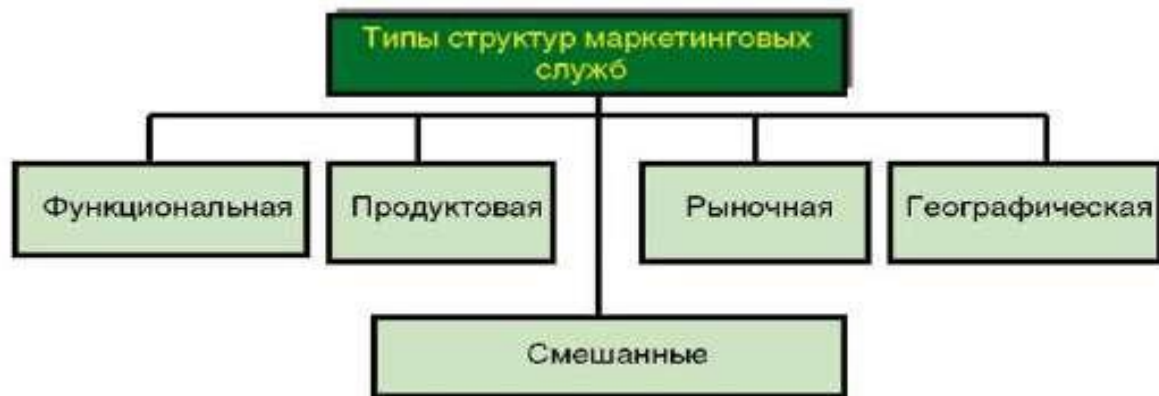 Типы структур маркетинговых
служб
Функциональная
Продуктовая
Рыночная
Географическая
Смешанные